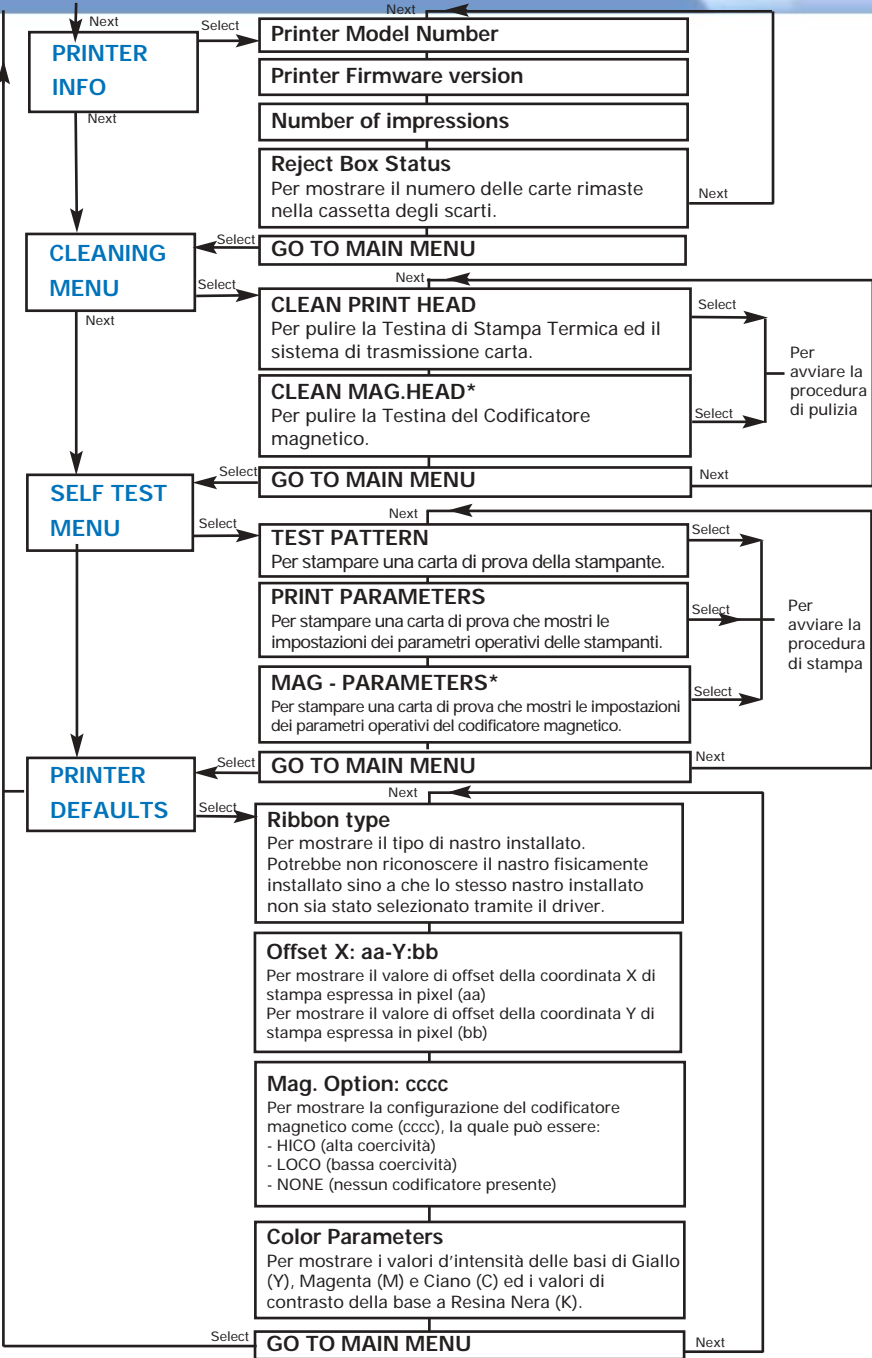 Next
Next
Select
Printer Model Number
PRINTER
INFO
Printer Firmware version
Next
Number of impressions
Reject Box Status
Per mostrare il numero delle carte rimaste
nella cassetta degli scarti.
Next
Select
GO TO MAIN MENU
CLEANING
MENU
Next
Select
Next
CLEAN PRINT HEAD
Per pulire la Testina di Stampa Termica ed il
sistema di trasmissione carta.
Select
CLEAN MAG.HEAD*
Per pulire la Testina del Codificatore
magnetico.
Select
Per
avviare la
procedura
di pulizia
Select
GO TO MAIN MENU
Next
SELF TEST
MENU
Select
Next
TEST PATTERN
Per stampare una carta di prova della stampante.
Select
PRINT PARAMETERS
Per stampare una carta di prova che mostri le
impostazioni dei parametri operativi delle stampanti.
Select
Per
avviare la
procedura
di stampa
MAG - PARAMETERS*
Per stampare una carta di prova che mostri le impostazioni
dei parametri operativi del codificatore magnetico.
Select
Select
GO TO MAIN MENU
Next
PRINTER
DEFAULTS
Select
Next
Ribbon type
Per mostrare il tipo di nastro installato.
Potrebbe non riconoscere il nastro fisicamente
installato sino a che lo stesso nastro installato
non sia stato selezionato tramite il driver.
Offset X: aa-Y:bb
Per mostrare il valore di offset della coordinata X di
stampa espressa in pixel (aa)
Per mostrare il valore di offset della coordinata Y di
stampa espressa in pixel (bb)
Mag. Option: cccc
Per mostrare la configurazione del codificatore
magnetico come (cccc), la quale può essere:
- HICO (alta coercività)
- LOCO (bassa coercività)
- NONE (nessun codificatore presente)
Color Parameters
Per mostrare i valori d'intensità delle basi di Giallo
(Y), Magenta (M) e Ciano (C) ed i valori di
contrasto della base a Resina Nera (K).
Select
GO TO MAIN MENU
Next